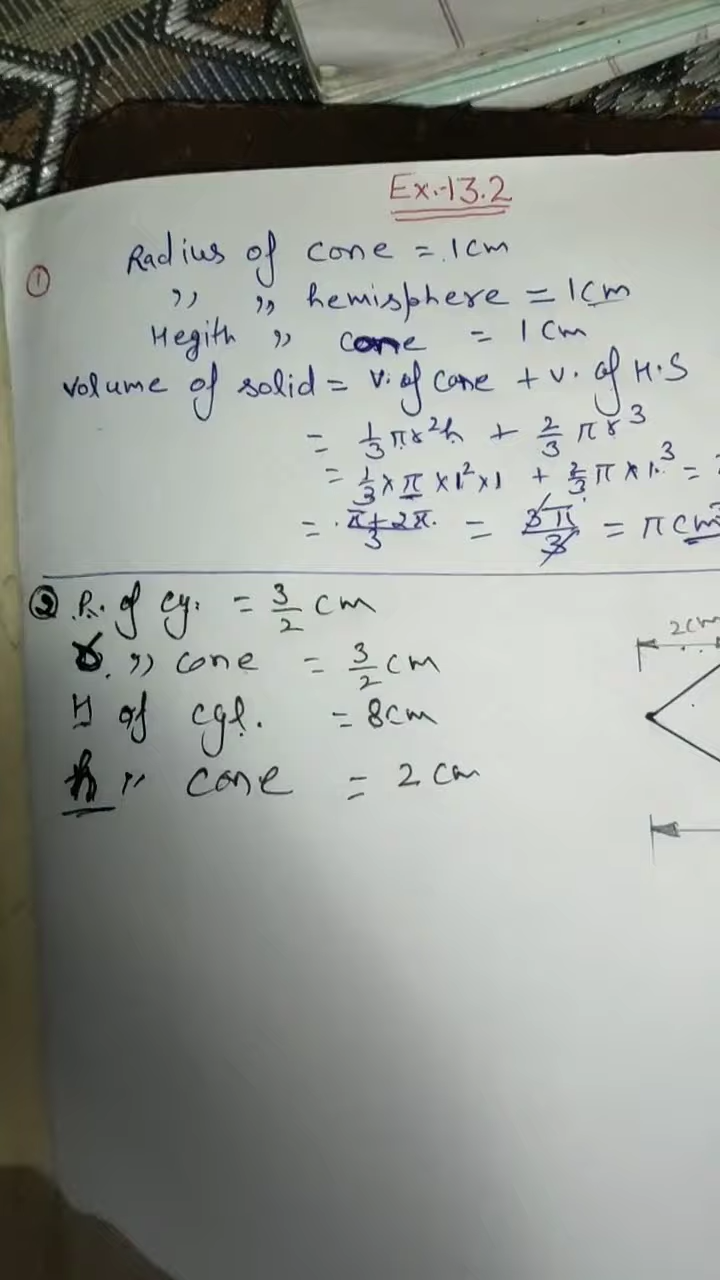 Ex.-13.2
① Radius of cone = 1cm
,, ,, hemisphere = 1cm
Hegith ,, cone = 1 cm
Volume of solid = V. of cone + v. of H.S
= 1/3 πr²h + 2/3 πr³
= 1/3 × π × 1² × 1 + 2/3 π × 1³ =
= π + 2π / 3 = 3π / 3 = π cm
② R. of cy. = 3/2 cm
r. ,, cone = 3/2 cm
2cm
H of cyl. = 8cm
h ,, cone = 2 cm